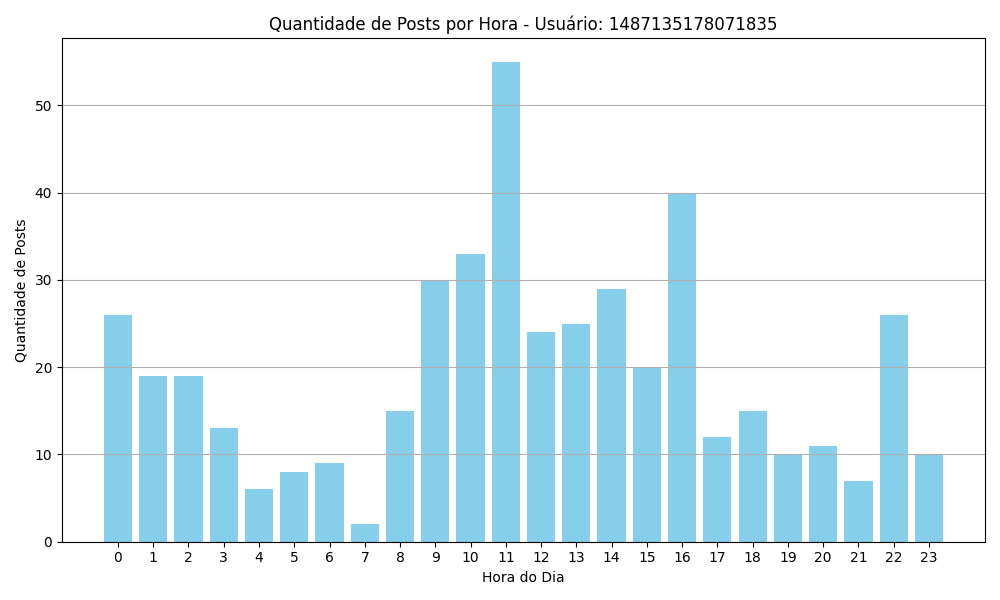 Quantidade de Posts por Hora - Usuário: 1487135178071835
Quantidade de Posts
50
40
30
20
10
0
0 1 2 3 4 5 6 7 8 9 10 11 12 13 14 15 16 17 18 19 20 21 22 23
Hora do Dia